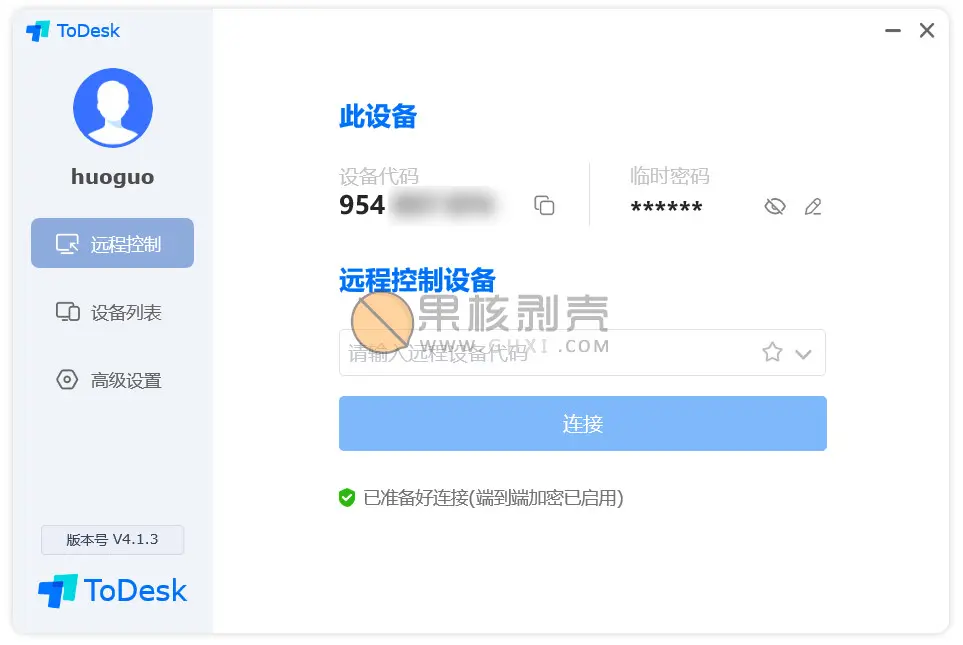 ToDesk
huoguo
远程控制
设备列表
高级设置
版本号 V4.1.3
ToDesk
此设备
设备代码
954
临时密码
******
远程控制设备
果核剥壳
WWW.GHXI.COM
请输入远程设备代码
连接
已准备好连接(端到端加密已启用)